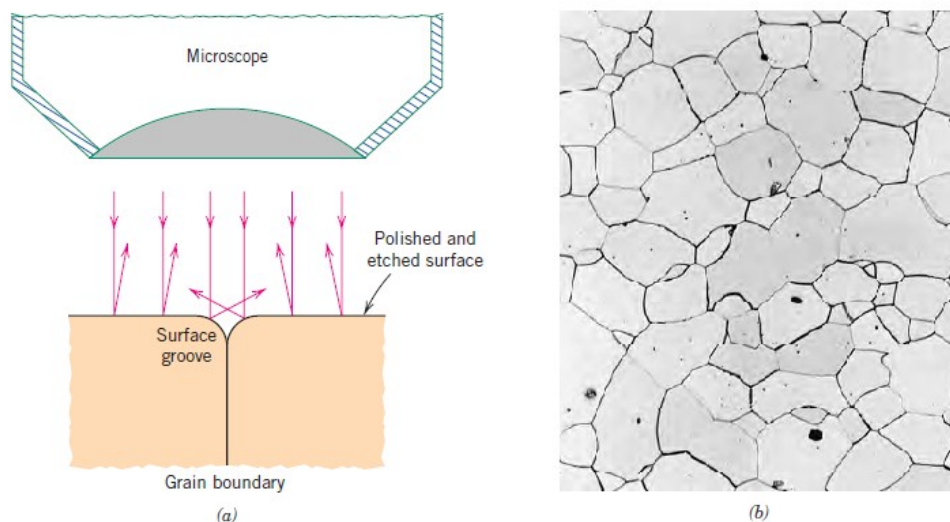 Microscope
Polished and
etched surface
Surface
groove
Grain boundary
(a)
(b)